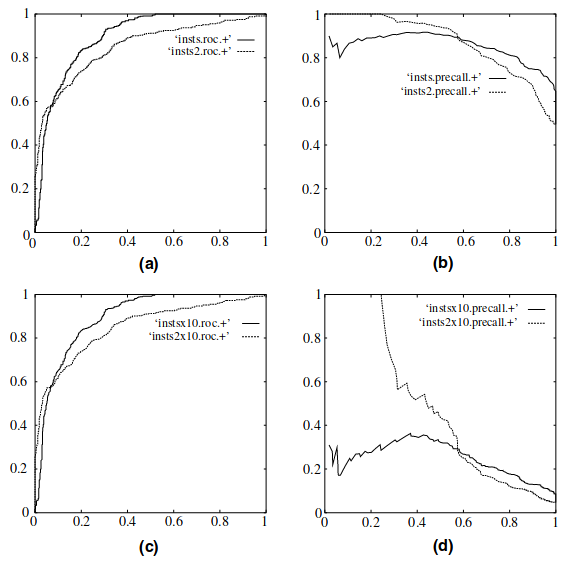 1
0.8
0.6
0.4
0.2
0
0 0.2 0.4 0.6 0.8 1
‘insts.roc.+’
‘insts2.roc.+’
(a)
1
0.8
0.6
0.4
0.2
0
0 0.2 0.4 0.6 0.8 1
‘insts.precall.+’
‘insts2.precall.+’
(b)
1
0.8
0.6
0.4
0.2
0
0 0.2 0.4 0.6 0.8 1
‘instsx10.roc.+’
‘insts2x10.roc.+’
(c)
1
0.8
0.6
0.4
0.2
0
0 0.2 0.4 0.6 0.8 1
‘instsx10.precall.+’
‘insts2x10.precall.+’
(d)